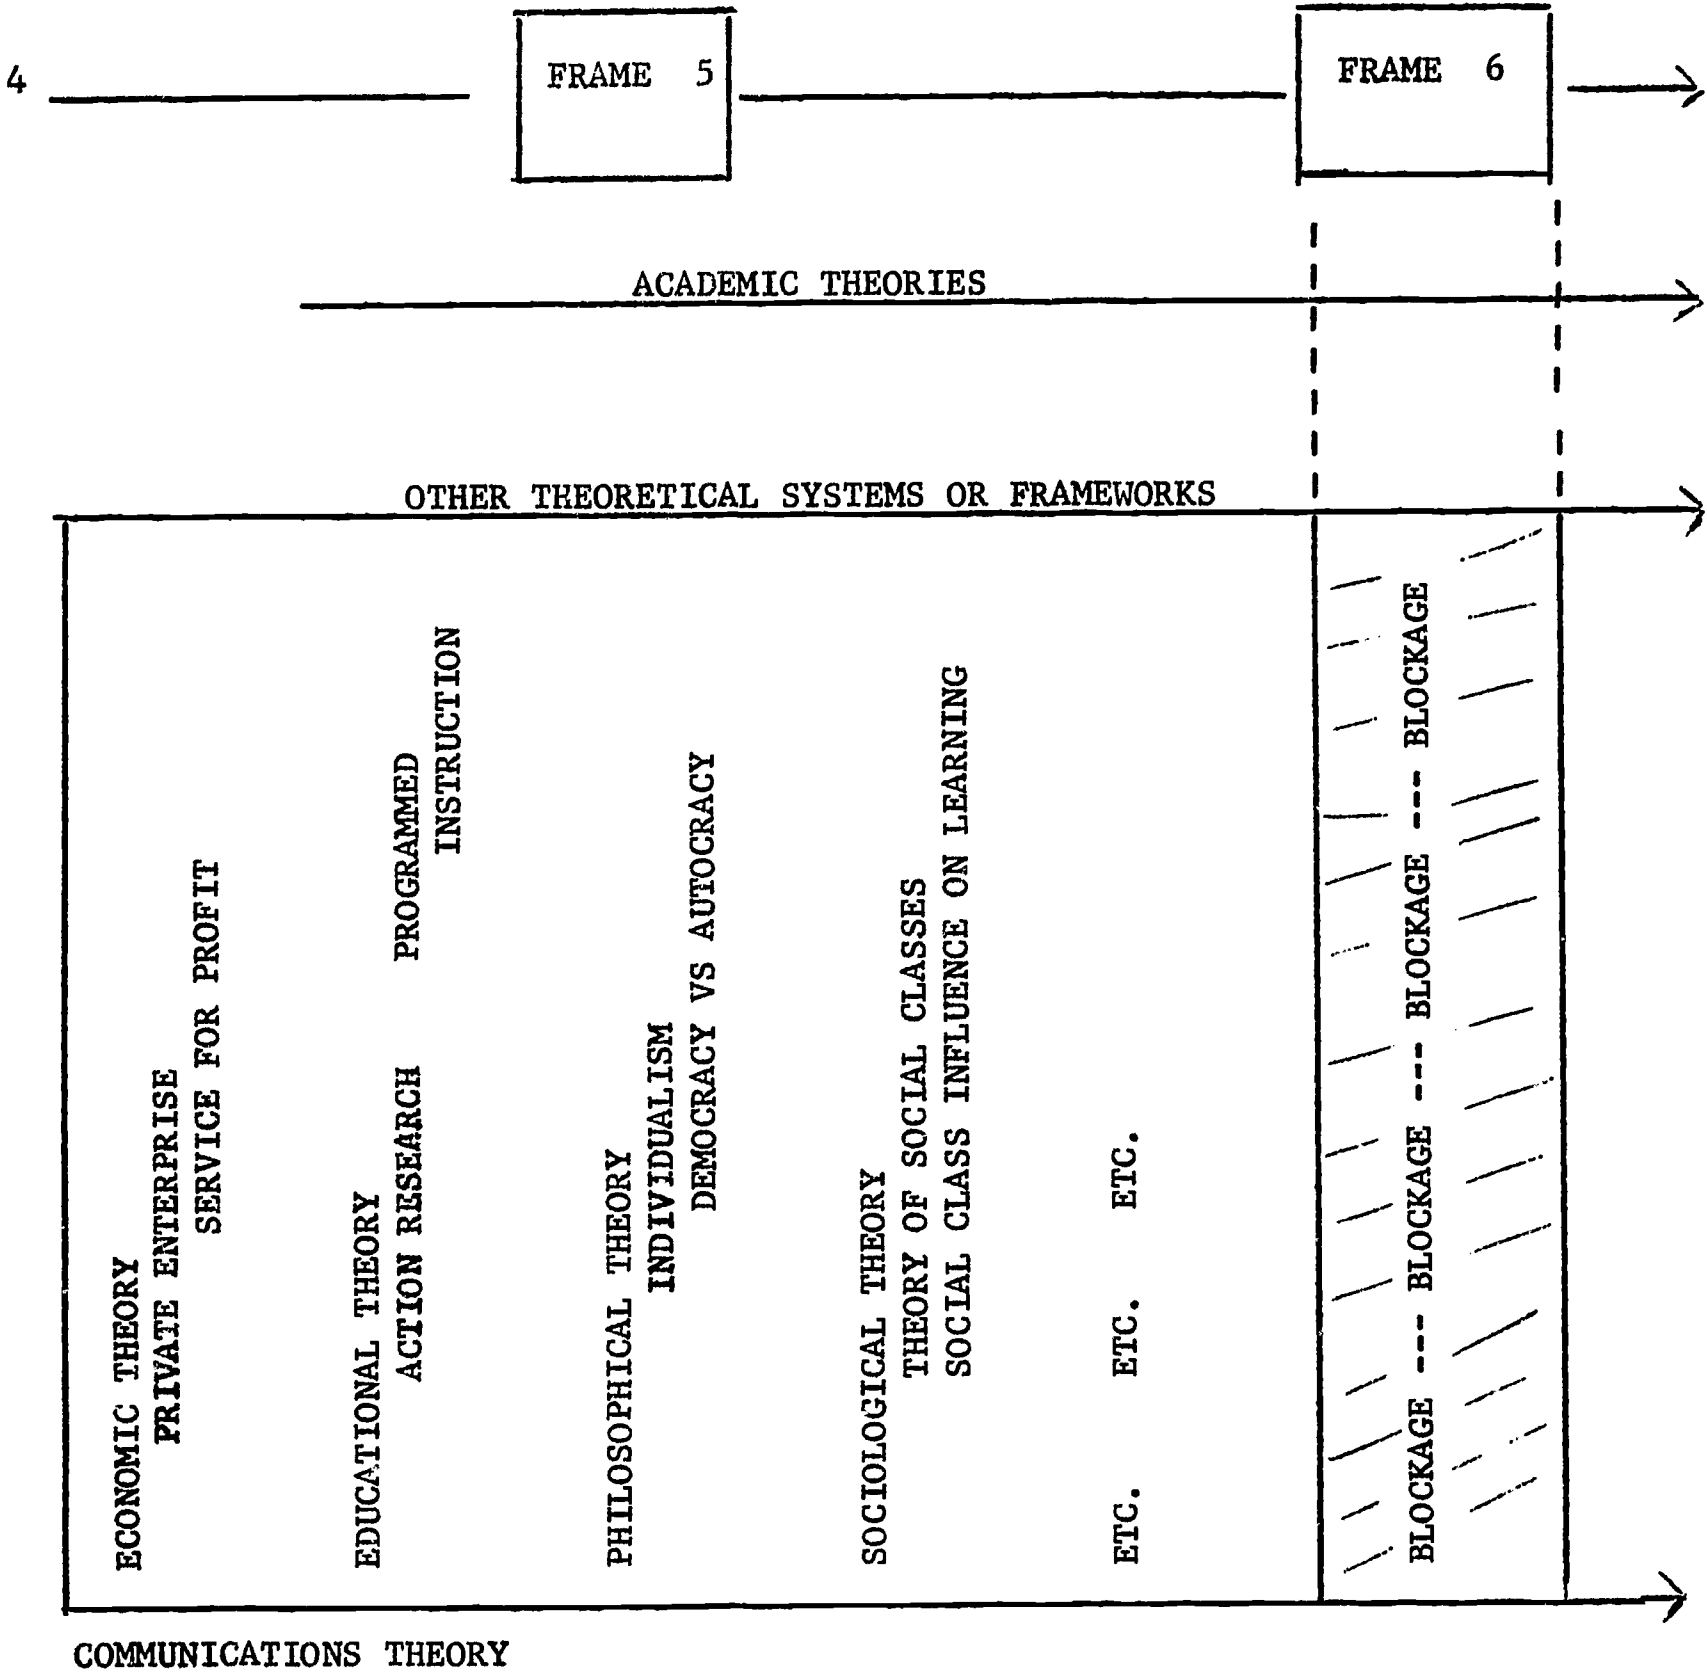 4
FRAME 5
FRAME 6
ACADEMIC THEORIES
OTHER THEORETICAL SYSTEMS OR FRAMEWORKS
ECONOMIC THEORY
PRIVATE ENTERPRISE
SERVICE FOR PROFIT
EDUCATIONAL THEORY
ACTION RESEARCH PROGRAMMED
INSTRUCTION
PHILOSOPHICAL THEORY
INDIVIDUALISM
DEMOCRACY VS AUTOCRACY
SOCIOLOGICAL THEORY
THEORY OF SOCIAL CLASSES
SOCIAL CLASS INFLUENCE ON LEARNING
ETC. ETC. ETC.
BLOCKAGE --- BLOCKAGE --- BLOCKAGE --- BLOCKAGE
COMMUNICATIONS THEORY